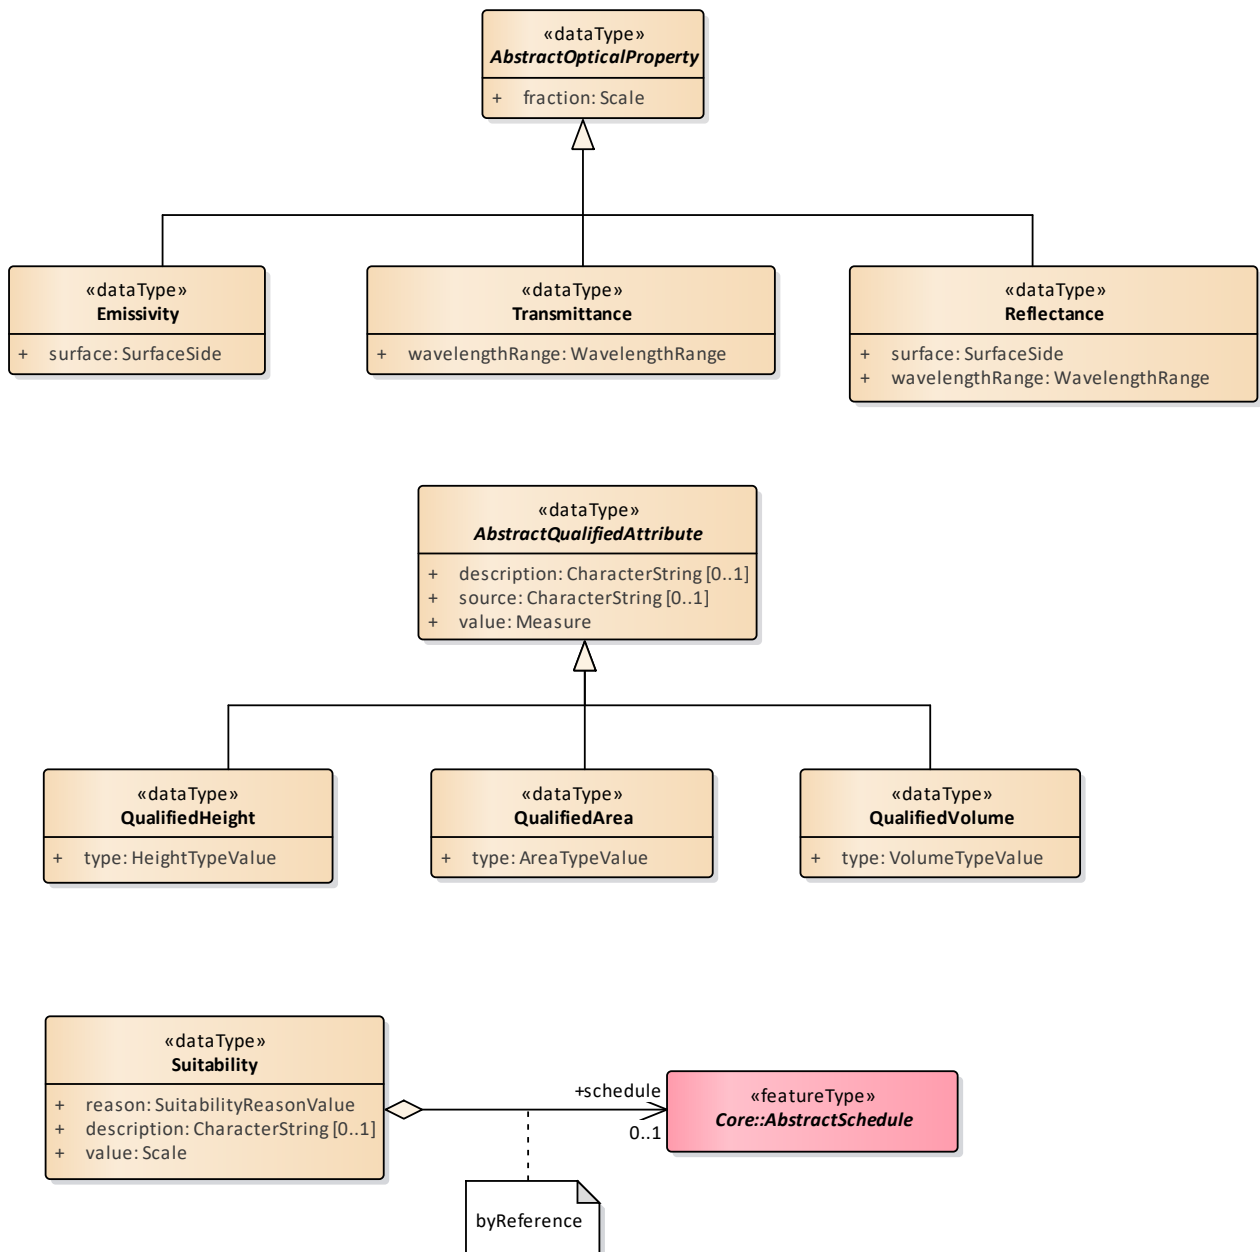 «dataType»
AbstractOpticalProperty
+ fraction: Scale
«dataType»
Emissivity
+ surface: SurfaceSide
«dataType»
Transmittance
+ wavelengthRange: WavelengthRange
«dataType»
Reflectance
+ surface: SurfaceSide
+ wavelengthRange: WavelengthRange
«dataType»
AbstractQualifiedAttribute
+ description: CharacterString [0..1]
+ source: CharacterString [0..1]
+ value: Measure
«dataType»
QualifiedHeight
+ type: HeightTypeValue
«dataType»
QualifiedArea
+ type: AreaTypeValue
«dataType»
QualifiedVolume
+ type: VolumeTypeValue
«dataType»
Suitability
+ reason: SuitabilityReasonValue
+ description: CharacterString [0..1]
+ value: Scale
+schedule
0..1
«featureType»
Core::AbstractSchedule
byReference